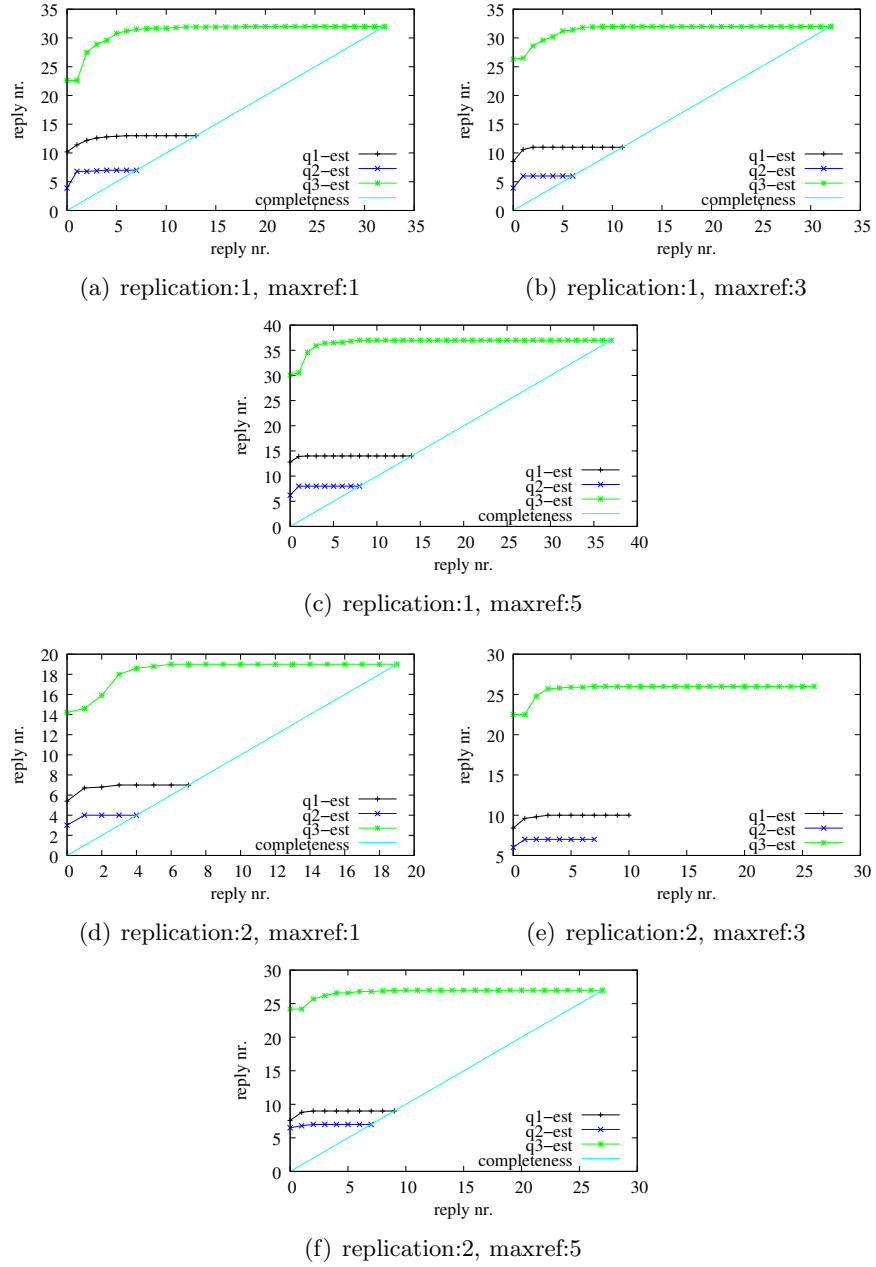 35
30
25
20
15
10
5
0
reply nr.
q1-est
q2-est
q3-est
completeness
0 5 10 15 20 25 30 35
reply nr.
(a) replication:1, maxref:1
35
30
25
20
15
10
5
0
reply nr.
q1-est
q2-est
q3-est
completeness
0 5 10 15 20 25 30 35
reply nr.
(b) replication:1, maxref:3
40
35
30
25
20
15
10
5
0
reply nr.
q1-est
q2-est
q3-est
completeness
0 5 10 15 20 25 30 35 40
reply nr.
(c) replication:1, maxref:5
20
18
16
14
12
10
8
6
4
2
0
reply nr.
q1-est
q2-est
q3-est
completeness
0 2 4 6 8 10 12 14 16 18 20
reply nr.
(d) replication:2, maxref:1
30
25
20
15
10
5
reply nr.
q1-est
q2-est
q3-est
0 5 10 15 20 25 30
reply nr.
(e) replication:2, maxref:3
30
25
20
15
10
5
0
reply nr.
q1-est
q2-est
q3-est
completeness
0 5 10 15 20 25 30
reply nr.
(f) replication:2, maxref:5